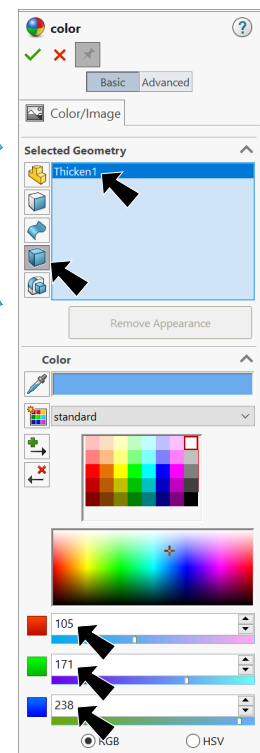 color
?
Basic Advanced
Color/Image
Selected Geometry
Thicken1
Remove Appearance
Color
standard
105
171
238
RGB HSV